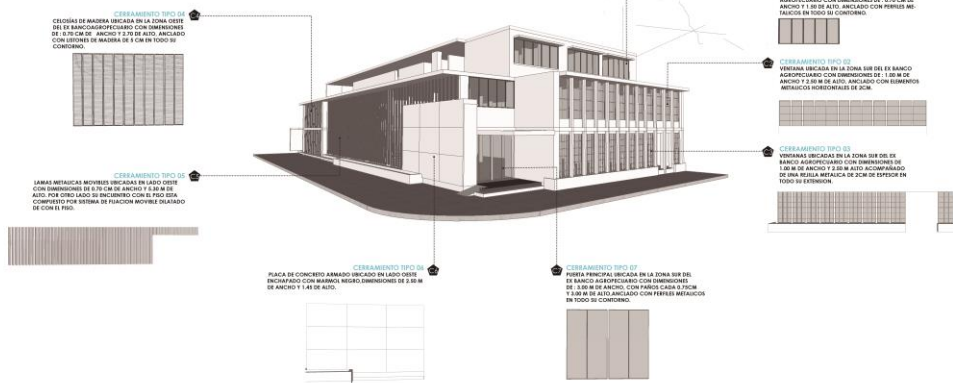 CERRAMIENTO TIPO 04
CELOSÍAS DE MADERA UBICADA EN LA ZONA OESTE
DEL EX BANCOAGROPECUARIO CON DIMENSIONES
DE : 0.70 CM DE ANCHO Y 2.70 DE ALTO, ANCLADO
CON LISTONES DE MADERA DE 5 CM EN TODO SU
CONTORNO.
ANCHO Y 1.50 DE ALTO, ANCLADO CON PERFILES ME-
TALICOS EN TODO SU CONTORNO.
CERRAMIENTO TIPO 02
VENTANA UBICADA EN LA ZONA SUR DEL EX BANCO
AGROPECUARIO CON DIMENSIONES DE : 1.00 M DE
ANCHO Y 2.50 M DE ALTO, ANCLADO CON ELEMENTOS
METALICOS HORIZONTALES DE 2CM.
CERRAMIENTO TIPO 03
VENTANAS UBICADAS EN LA ZONA SUR DEL EX
BANCO AGROPECUARIO CON DIMENSIONES DE
1.00 M DE ANCHO Y 2.50 M ALTO ACOMPAÑADO
DE UNA REJILLA METALICA DE 2CM DE ESPESOR EN
TODO SU EXTENSION.
CERRAMIENTO TIPO 05
LAMAS METALICAS MOVIBLES UBICADAS EN LADO OESTE
CON DIMENSIONES DE 0.70 CM DE ANCHO Y 5.30 M DE
ALTO. POR OTRO LADO SU ENCUENTRO CON EL PISO ESTA
COMPUESTO POR SISTEMA DE FIJACION MOVIBLE DILATADO
DE CON EL PISO.
CERRAMIENTO TIPO 06
PLACA DE CONCRETO ARMADO UBICADO EN LADO OESTE
ENCHAPADO CON MARMOL NEGRO,DIMENSIONES DE 2.00 M
DE ANCHO Y 1.45 DE ALTO.
CERRAMIENTO TIPO 07
PUERTA PRINCIPAL UBICADA EN LA ZONA SUR DEL
EX BANCO AGROPECUARIO CON DIMENSIONES
DE : 3.00 M DE ANCHO, CON PAÑOS CADA 0.75CM
Y 3.00 M DE ALTO,ANCLADO CON PERFILES METALICOS
EN TODO SU CONTORNO.